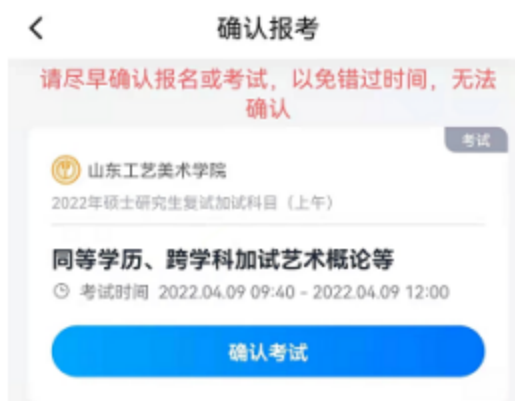 确认报考
请尽早确认报名或考试，以免错过时间，无法
确认
考试
山东工艺美术学院
2022年硕士研究生复试加试科目（上午）
同等学历、跨学科加试艺术概论等
考试时间 2022.04.09 09:40 - 2022.04.09 12:00
确认考试